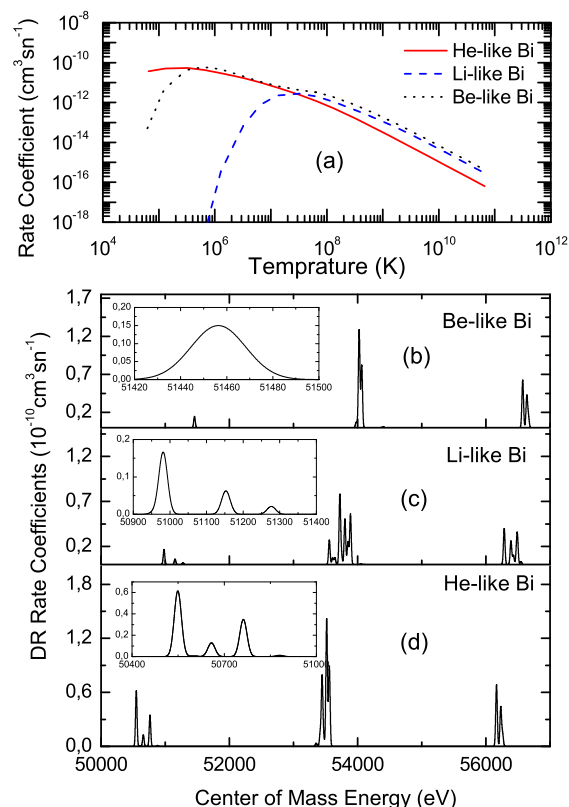 10⁻⁸
10⁻¹⁰
10⁻¹²
10⁻¹⁴
10⁻¹⁶
10⁻¹⁸
Rate Coefficient (cm³sn⁻¹)
He-like Bi
Li-like Bi
Be-like Bi
(a)
10⁴ 10⁶ 10⁸ 10¹⁰ 10¹²
Temprature (K)
DR Rate Coefficients (10⁻¹⁰cm³sn⁻¹)
1,7
1,2
0,7
0,2
0,20
0,15
0,10
0,05
0,00
51420 51440 51460 51480 51500
Be-like Bi
(b)
1,2
0,7
0,2
0,2
0,1
0,0
50900 51000 51100 51200 51300 51400
Li-like Bi
(c)
1,8
1,2
0,6
0,0
0,6
0,4
0,2
0,0
50400 50700 51000
He-like Bi
(d)
50000 52000 54000 56000
Center of Mass Energy (eV)